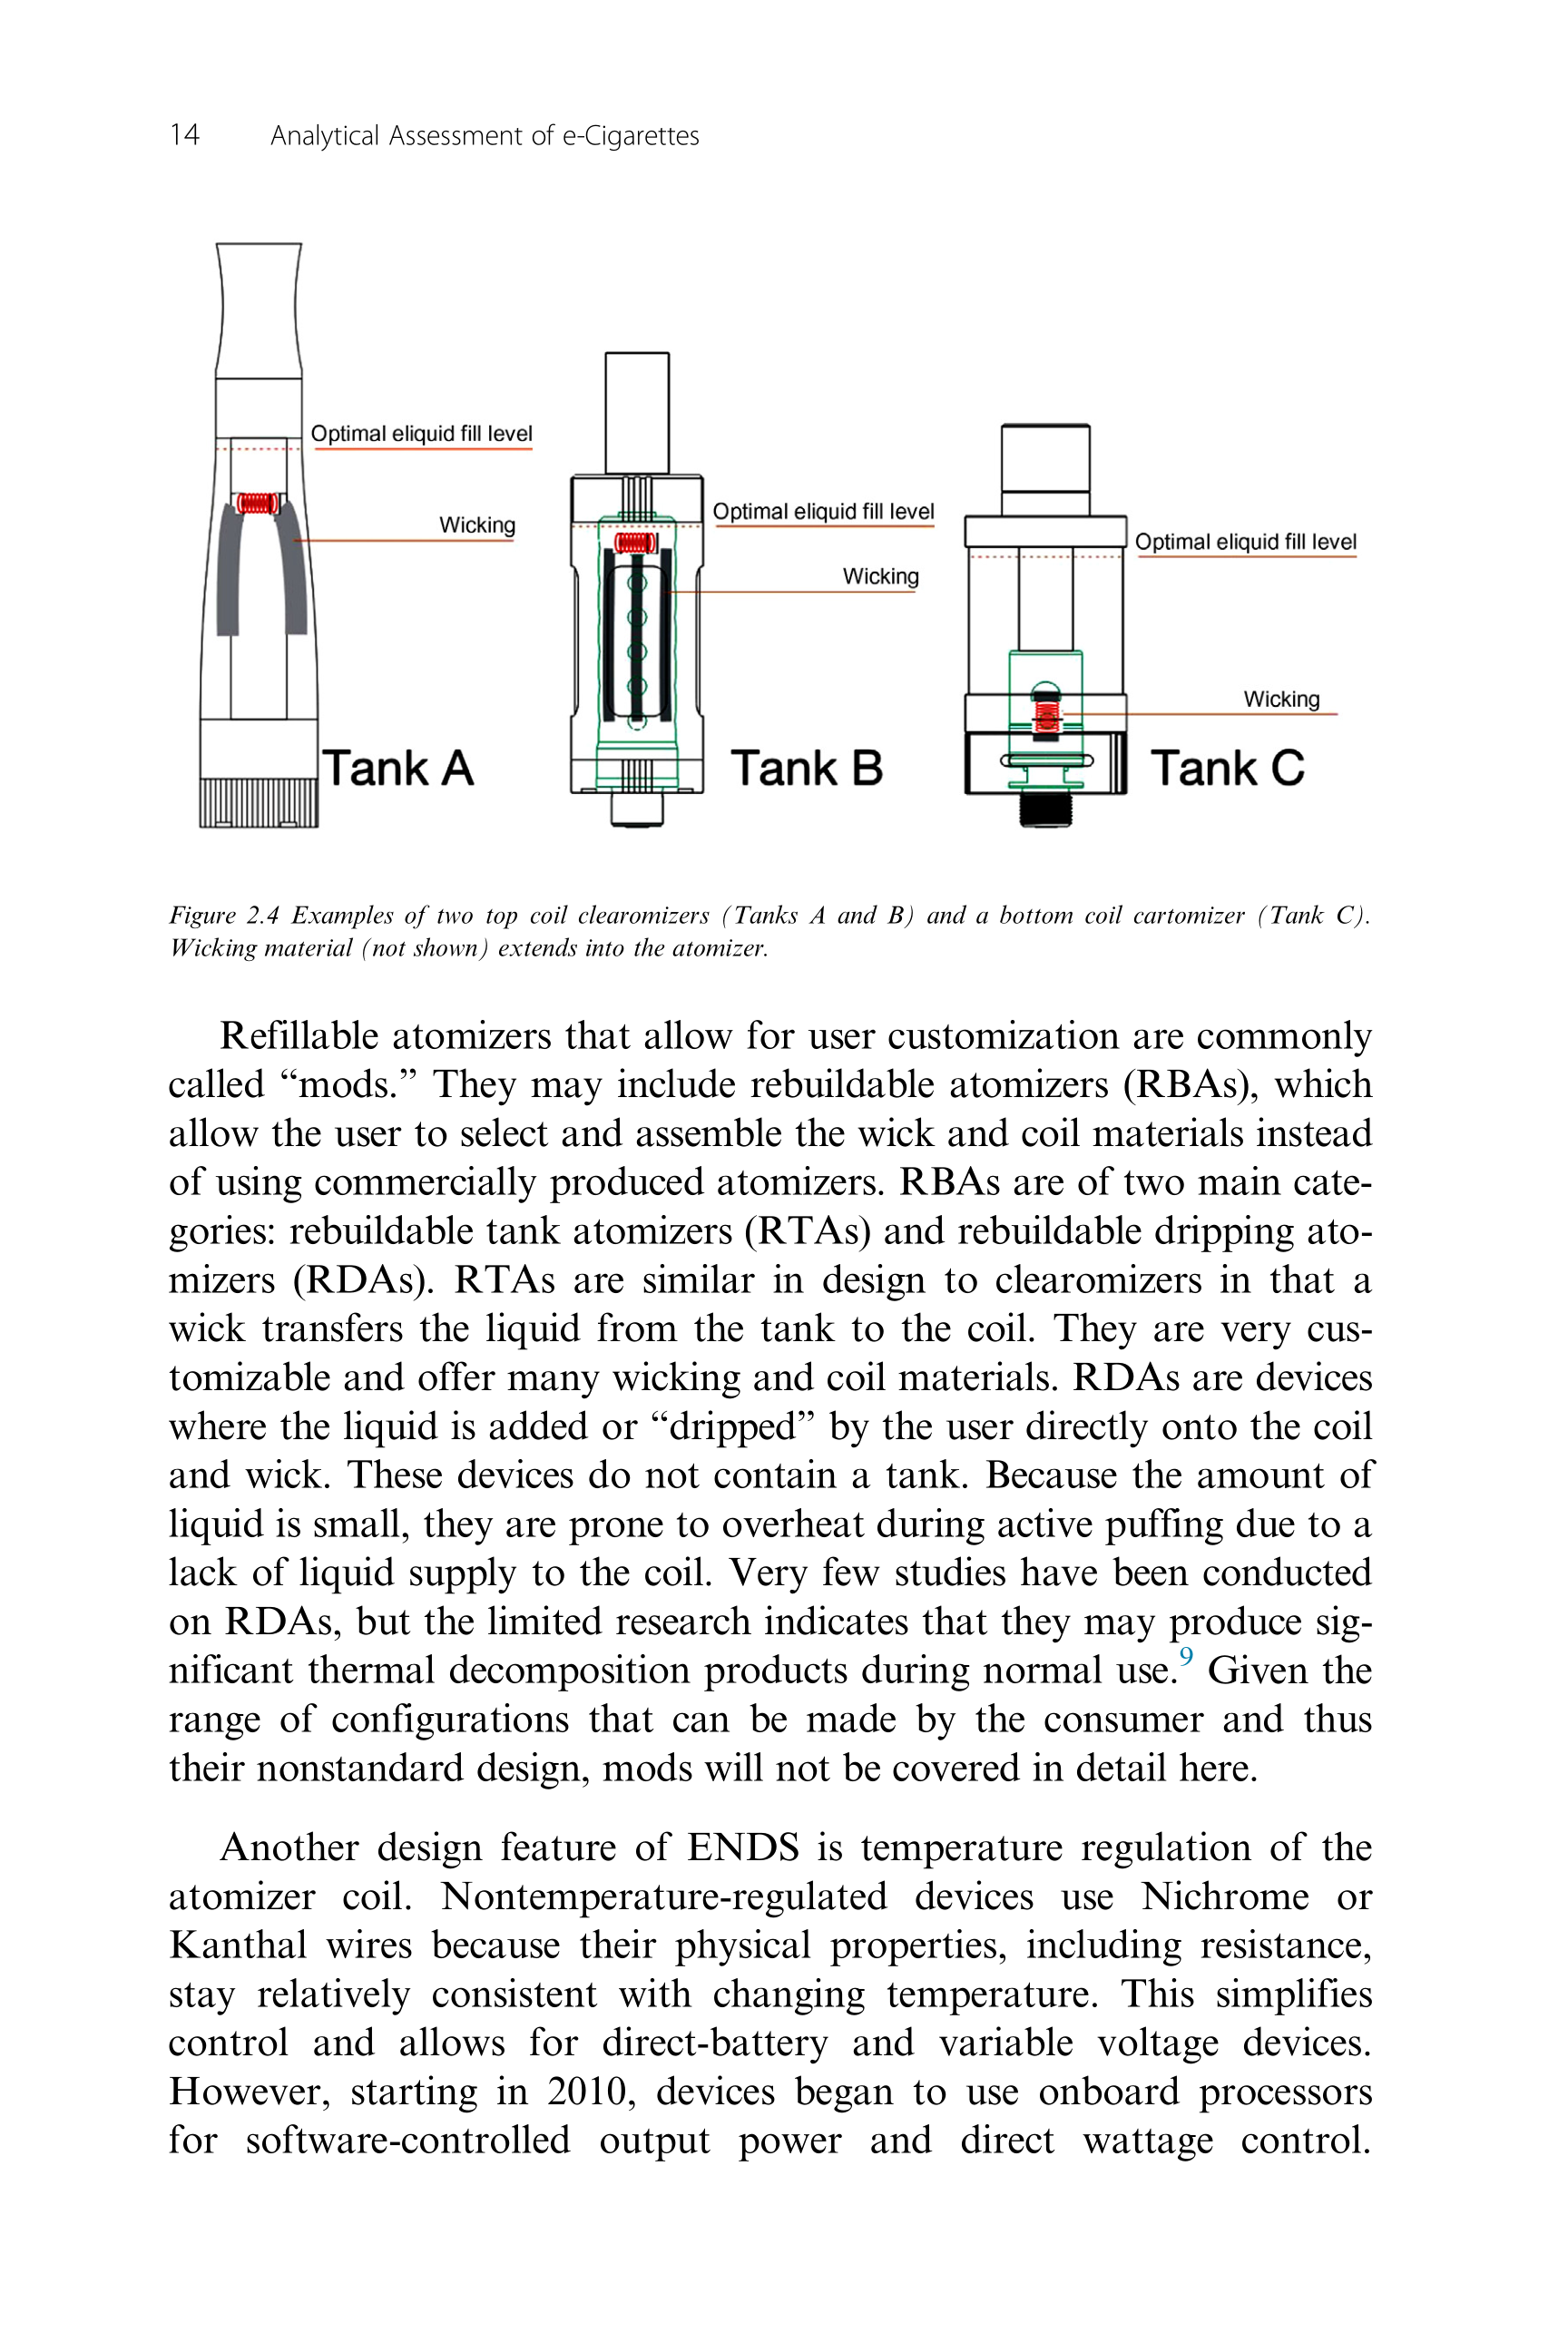 14 Analytical Assessment of e-Cigarettes
Optimal eliquid fill level
Wicking
Tank A
Optimal eliquid fill level
Wicking
Tank B
Optimal eliquid fill level
Wicking
Tank C
Figure 2.4 Examples of two top coil clearomizers (Tanks A and B) and a bottom coil cartomizer (Tank C).
Wicking material (not shown) extends into the atomizer.
Refillable atomizers that allow for user customization are commonly
called “mods.” They may include rebuildable atomizers (RBAs), which
allow the user to select and assemble the wick and coil materials instead
of using commercially produced atomizers. RBAs are of two main cate-
gories: rebuildable tank atomizers (RTAs) and rebuildable dripping ato-
mizers (RDAs). RTAs are similar in design to clearomizers in that a
wick transfers the liquid from the tank to the coil. They are very cus-
tomizable and offer many wicking and coil materials. RDAs are devices
where the liquid is added or “dripped” by the user directly onto the coil
and wick. These devices do not contain a tank. Because the amount of
liquid is small, they are prone to overheat during active puffing due to a
lack of liquid supply to the coil. Very few studies have been conducted
on RDAs, but the limited research indicates that they may produce sig-
nificant thermal decomposition products during normal use.9 Given the
range of configurations that can be made by the consumer and thus
their nonstandard design, mods will not be covered in detail here.
Another design feature of ENDS is temperature regulation of the
atomizer coil. Nontemperature-regulated devices use Nichrome or
Kanthal wires because their physical properties, including resistance,
stay relatively consistent with changing temperature. This simplifies
control and allows for direct-battery and variable voltage devices.
However, starting in 2010, devices began to use onboard processors
for software-controlled output power and direct wattage control.